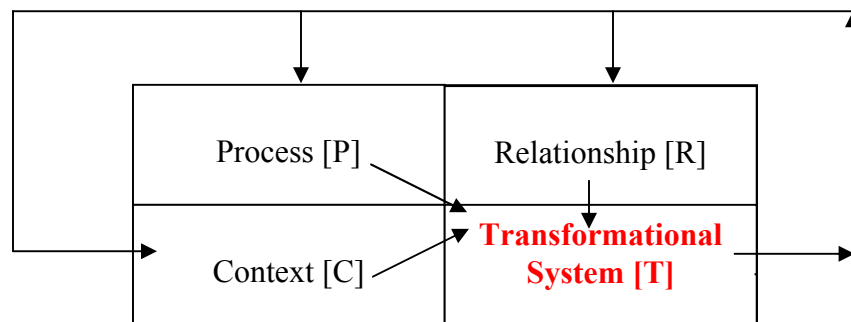 Process [P]
Relationship [R]
Context [C]
Transformational
System [T]